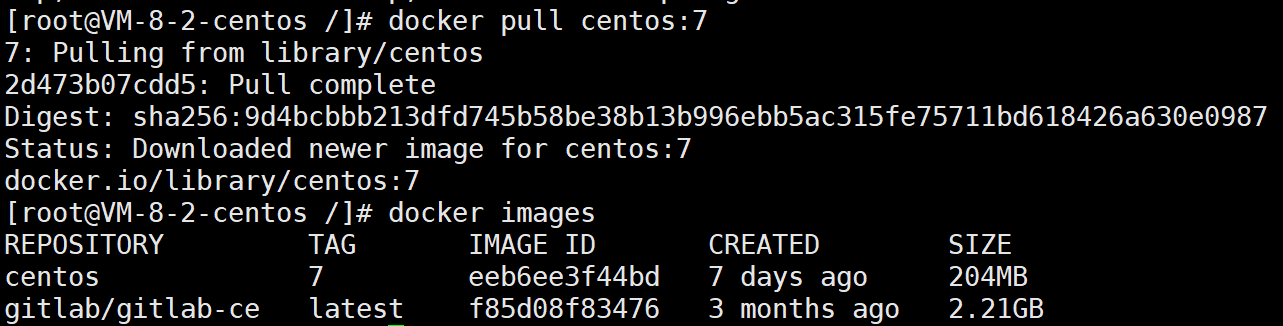 [root@VM-8-2-centos /]# docker pull centos:7
7: Pulling from library/centos
2d473b07cdd5: Pull complete
Digest: sha256:9d4bcbbb213dfd745b58be38b13b996ebb5ac315fe75711bd618426a630e0987
Status: Downloaded newer image for centos:7
docker.io/library/centos:7
[root@VM-8-2-centos /]# docker images
REPOSITORY         TAG       IMAGE ID       CREATED        SIZE
centos             7         eeb6ee3f44bd   7 days ago     204MB
gitlab/gitlab-ce   latest    f85d08f83476   3 months ago   2.21GB